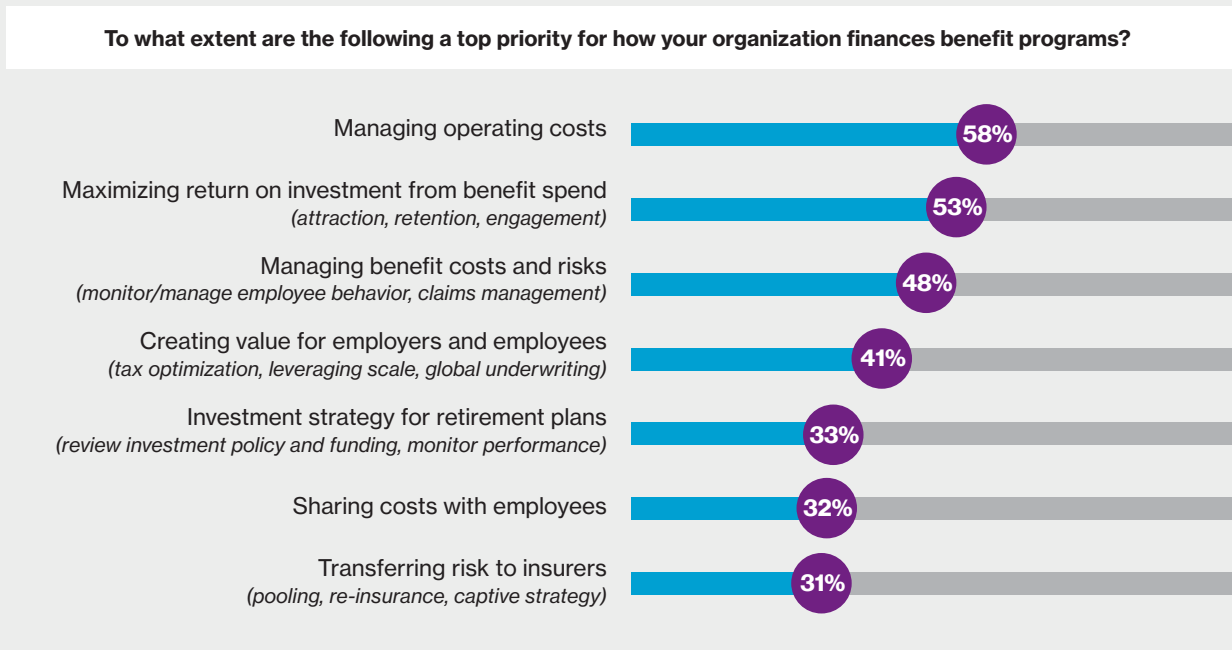 To what extent are the following a top priority for how your organization finances benefit programs?
Managing operating costs
58%
Maximizing return on investment from benefit spend
(attraction, retention, engagement)
53%
Managing benefit costs and risks
(monitor/manage employee behavior, claims management)
48%
Creating value for employers and employees
(tax optimization, leveraging scale, global underwriting)
41%
Investment strategy for retirement plans
(review investment policy and funding, monitor performance)
33%
Sharing costs with employees
32%
Transferring risk to insurers
(pooling, re-insurance, captive strategy)
31%